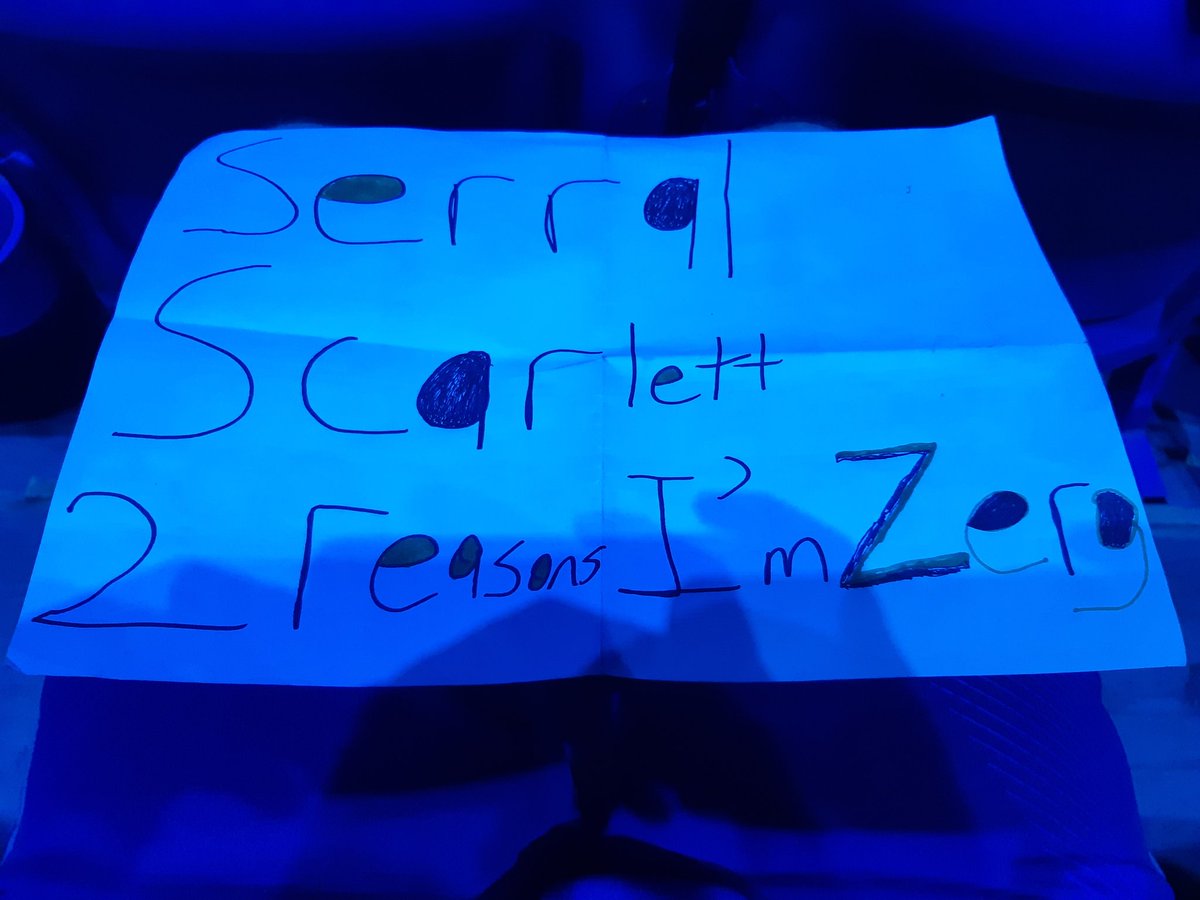 Serral
Scarlett
2 reasons I'm Zerg